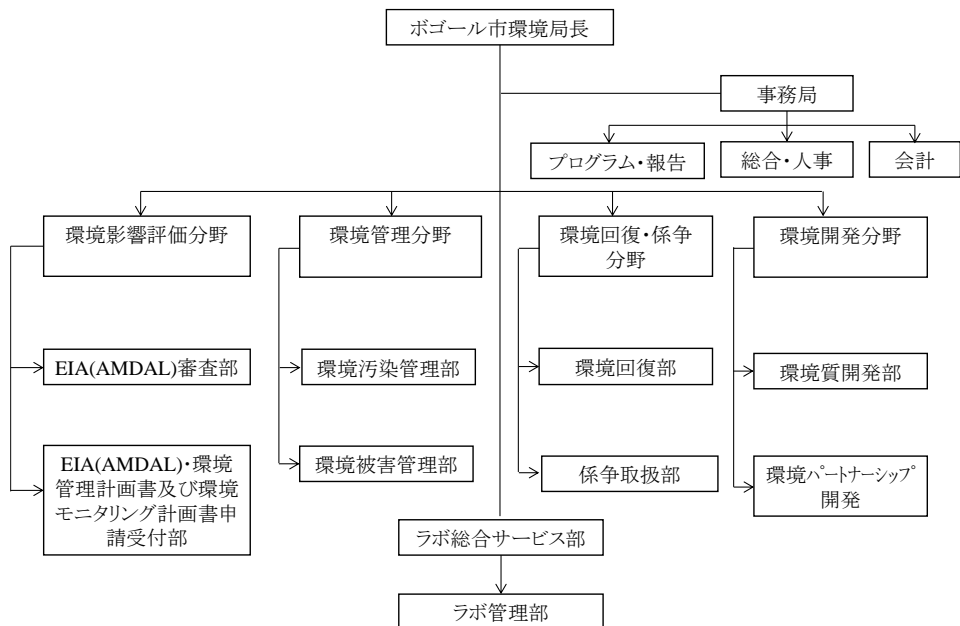 ボゴール市環境局長
事務局
プログラム・報告
総合・人事
会計
環境影響評価分野
環境管理分野
環境回復・係争
分野
環境開発分野
EIA(AMDAL)審査部
環境汚染管理部
環境回復部
環境質開発部
EIA(AMDAL)・環境
管理計画書及び環境
モニタリング計画書申
請受付部
環境被害管理部
係争取扱部
環境パートナーシップ
開発
ラボ総合サービス部
ラボ管理部